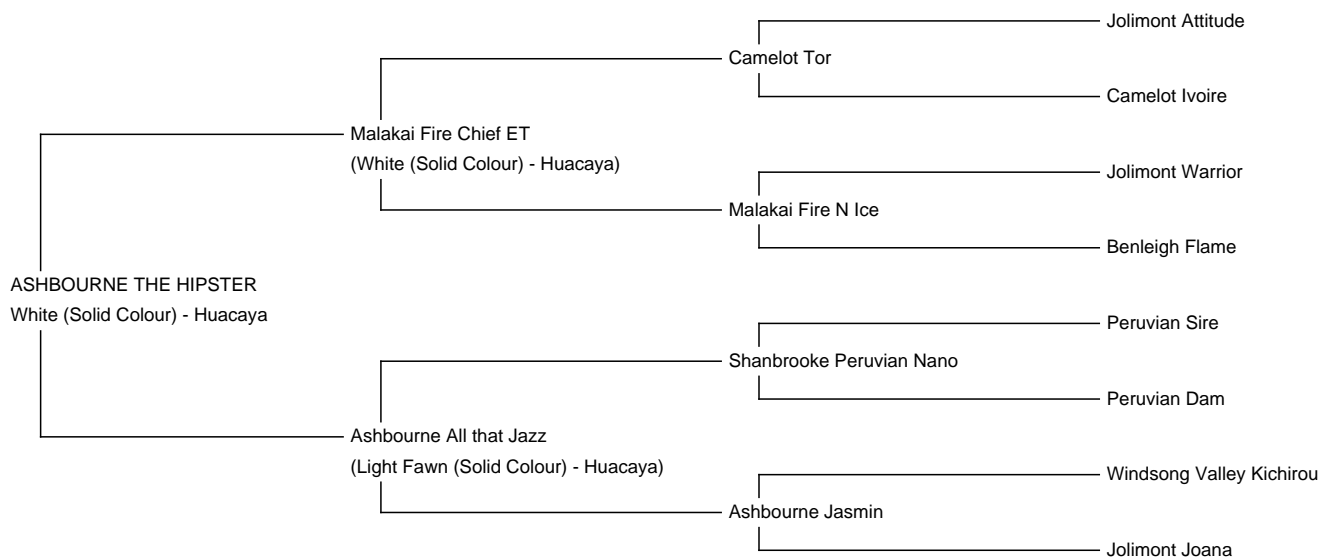 Jolimont Attitude
Camelot Tor
Camelot Ivoire
Malakai Fire Chief ET
(White (Solid Colour) - Huacaya)
Jolimont Warrior
Malakai Fire N Ice
Benleigh Flame
ASHBOURNE THE HIPSTER
White (Solid Colour) - Huacaya
Peruvian Sire
Shanbrooke Peruvian Nano
Peruvian Dam
Ashbourne All that Jazz
(Light Fawn (Solid Colour) - Huacaya)
Windsong Valley Kichirou
Ashbourne Jasmin
Jolimont Joana